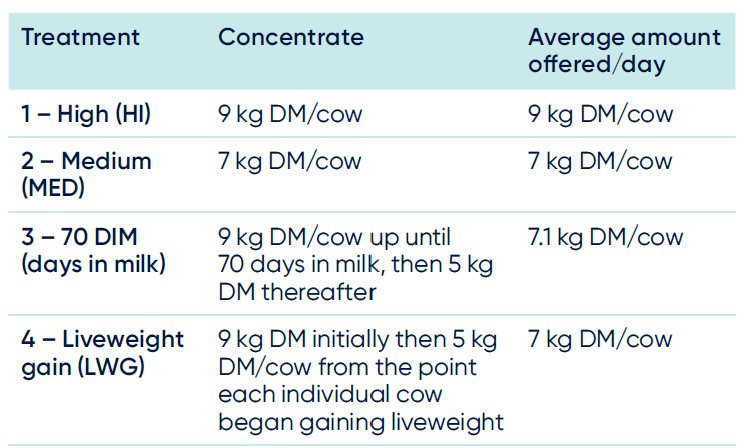 Treatment Concentrate Average amount
offered/day
1 – High (HI) 9 kg DM/cow 9 kg DM/cow
2 – Medium 7 kg DM/cow 7 kg DM/cow
(MED)
3 – 70 DIM 9 kg DM/cow up until 7.1 kg DM/cow
(days in milk) 70 days in milk, then 5 kg
DM thereafter
4 – Liveweight 9 kg DM initially then 5 kg 7 kg DM/cow
gain (LWG) DM/cow from the point
each individual cow
began gaining liveweight